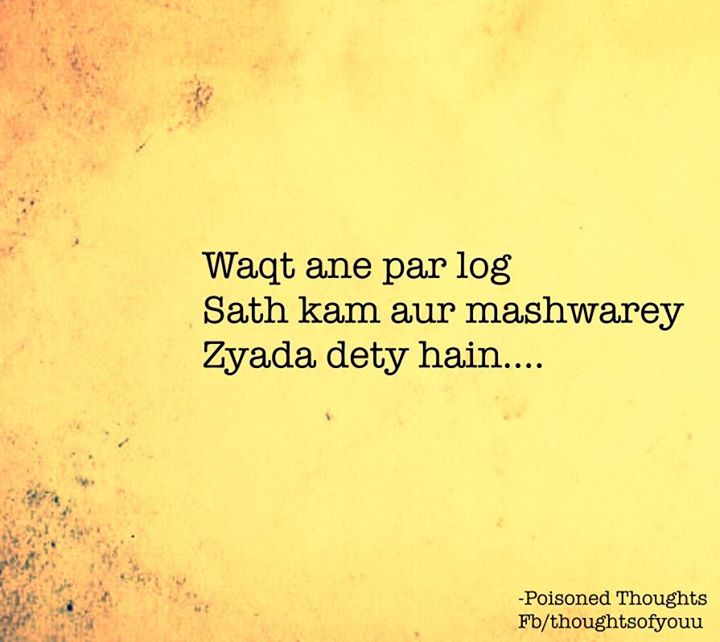 Waqt ane par log
Sath kam aur mashwarey
Zyada dety hain....
-Poisoned Thoughts
Fb/thoughtsofyouu